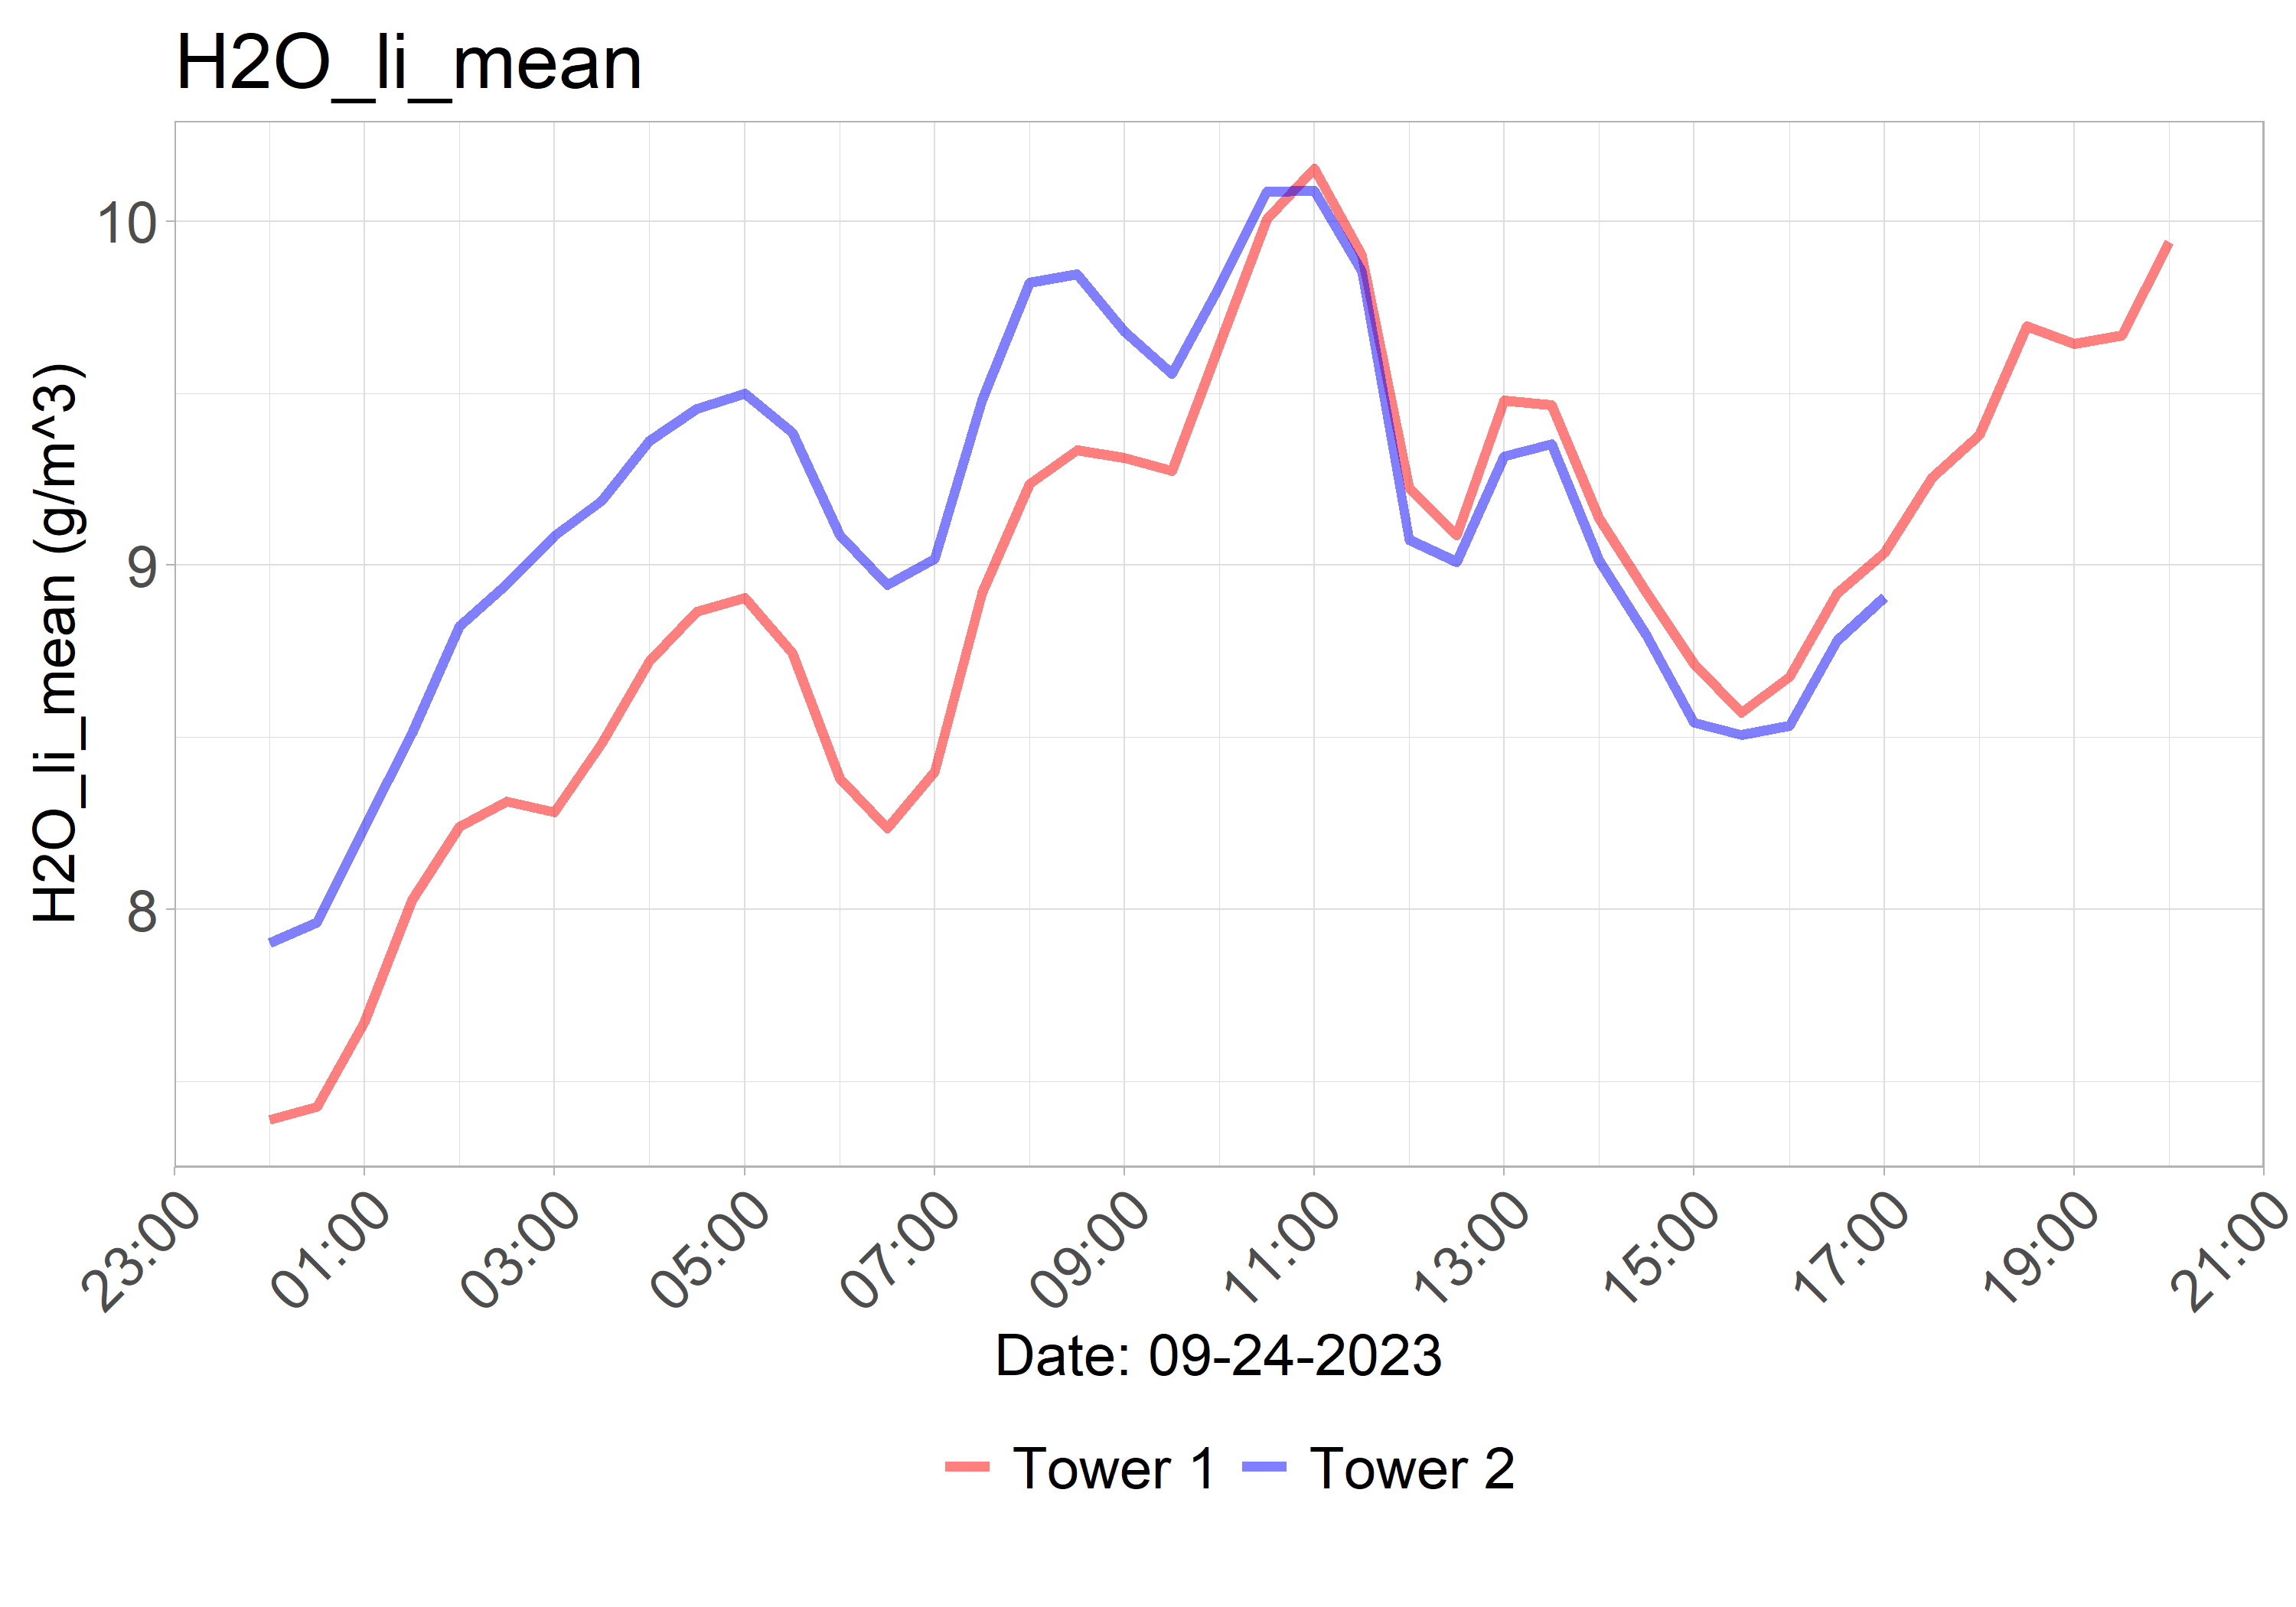 H2O_li_mean
H2O_li_mean (g/m^3)
10
9
8
23:00 01:00 03:00 05:00 07:00 09:00 11:00 13:00 15:00 17:00 19:00 21:00
Date: 09-24-2023
Tower 1 Tower 2